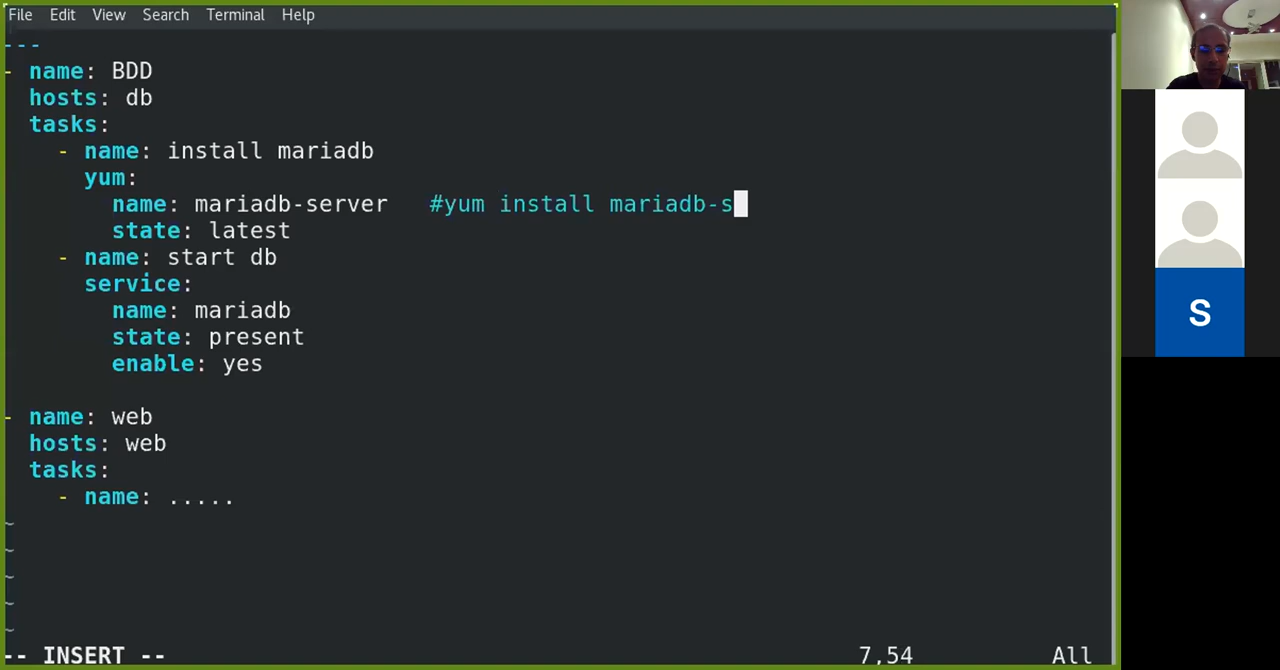 File Edit View Search Terminal Help
---
- name: BDD
  hosts: db
  tasks:
    - name: install mariadb
      yum:
        name: mariadb-server   #yum install mariadb-s
        state: latest
    - name: start db
      service:
        name: mariadb
        state: present
        enable: yes

- name: web
  hosts: web
  tasks:
    - name: .....
~
~
~
~
~
-- INSERT -- 7,54 All
S